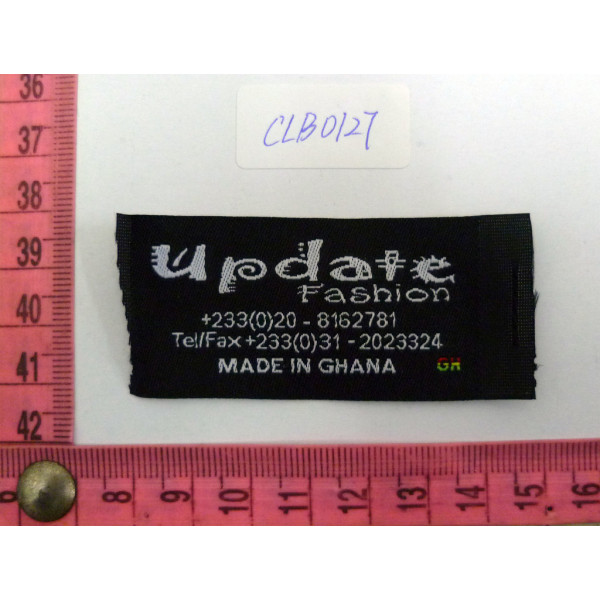 CLB0127
Update
Fashion
+233(0)20 - 8162781
Tel/Fax +233(0)31 - 2023324
MADE IN GHANA GH
36
37
38
39
40
41
42
6 8 9 10 11 12 13 14 15 16